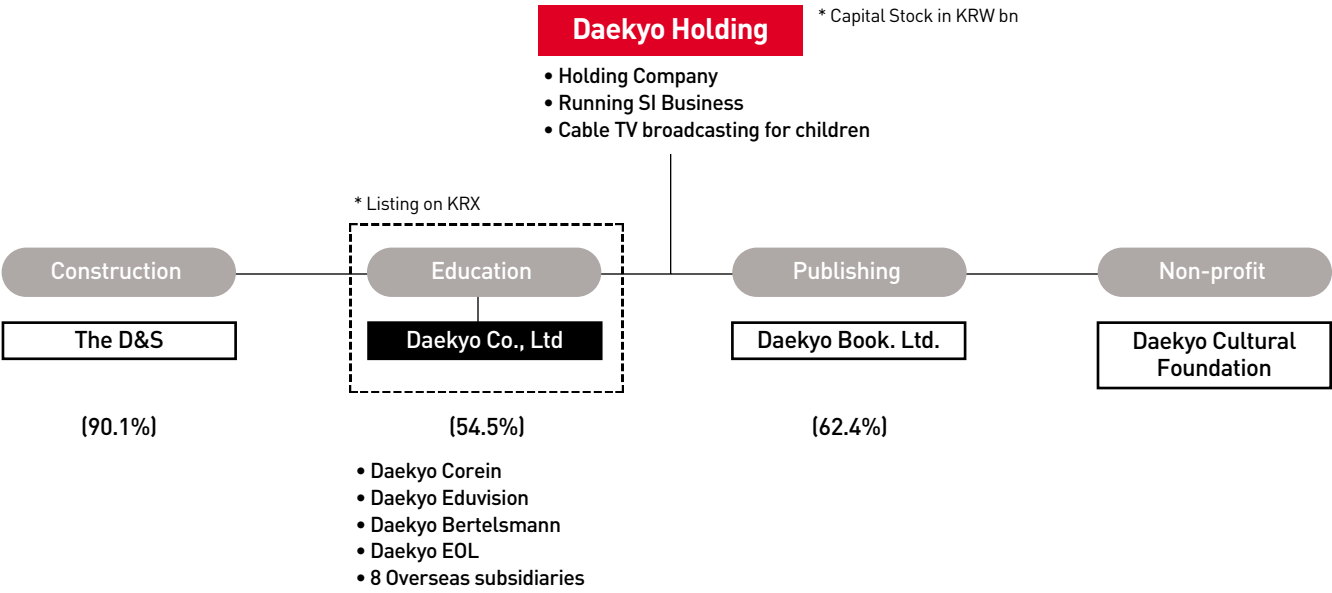 Daekyo Holding
* Capital Stock in KRW bn
• Holding Company
• Running SI Business
• Cable TV broadcasting for children
* Listing on KRX
Construction
Education
Publishing
Non-profit
The D&S
Daekyo Co., Ltd
Daekyo Book. Ltd.
Daekyo Cultural
Foundation
(90.1%)
(54.5%)
(62.4%)
• Daekyo Corein
• Daekyo Eduvision
• Daekyo Bertelsmann
• Daekyo EOL
• 8 Overseas subsidiaries